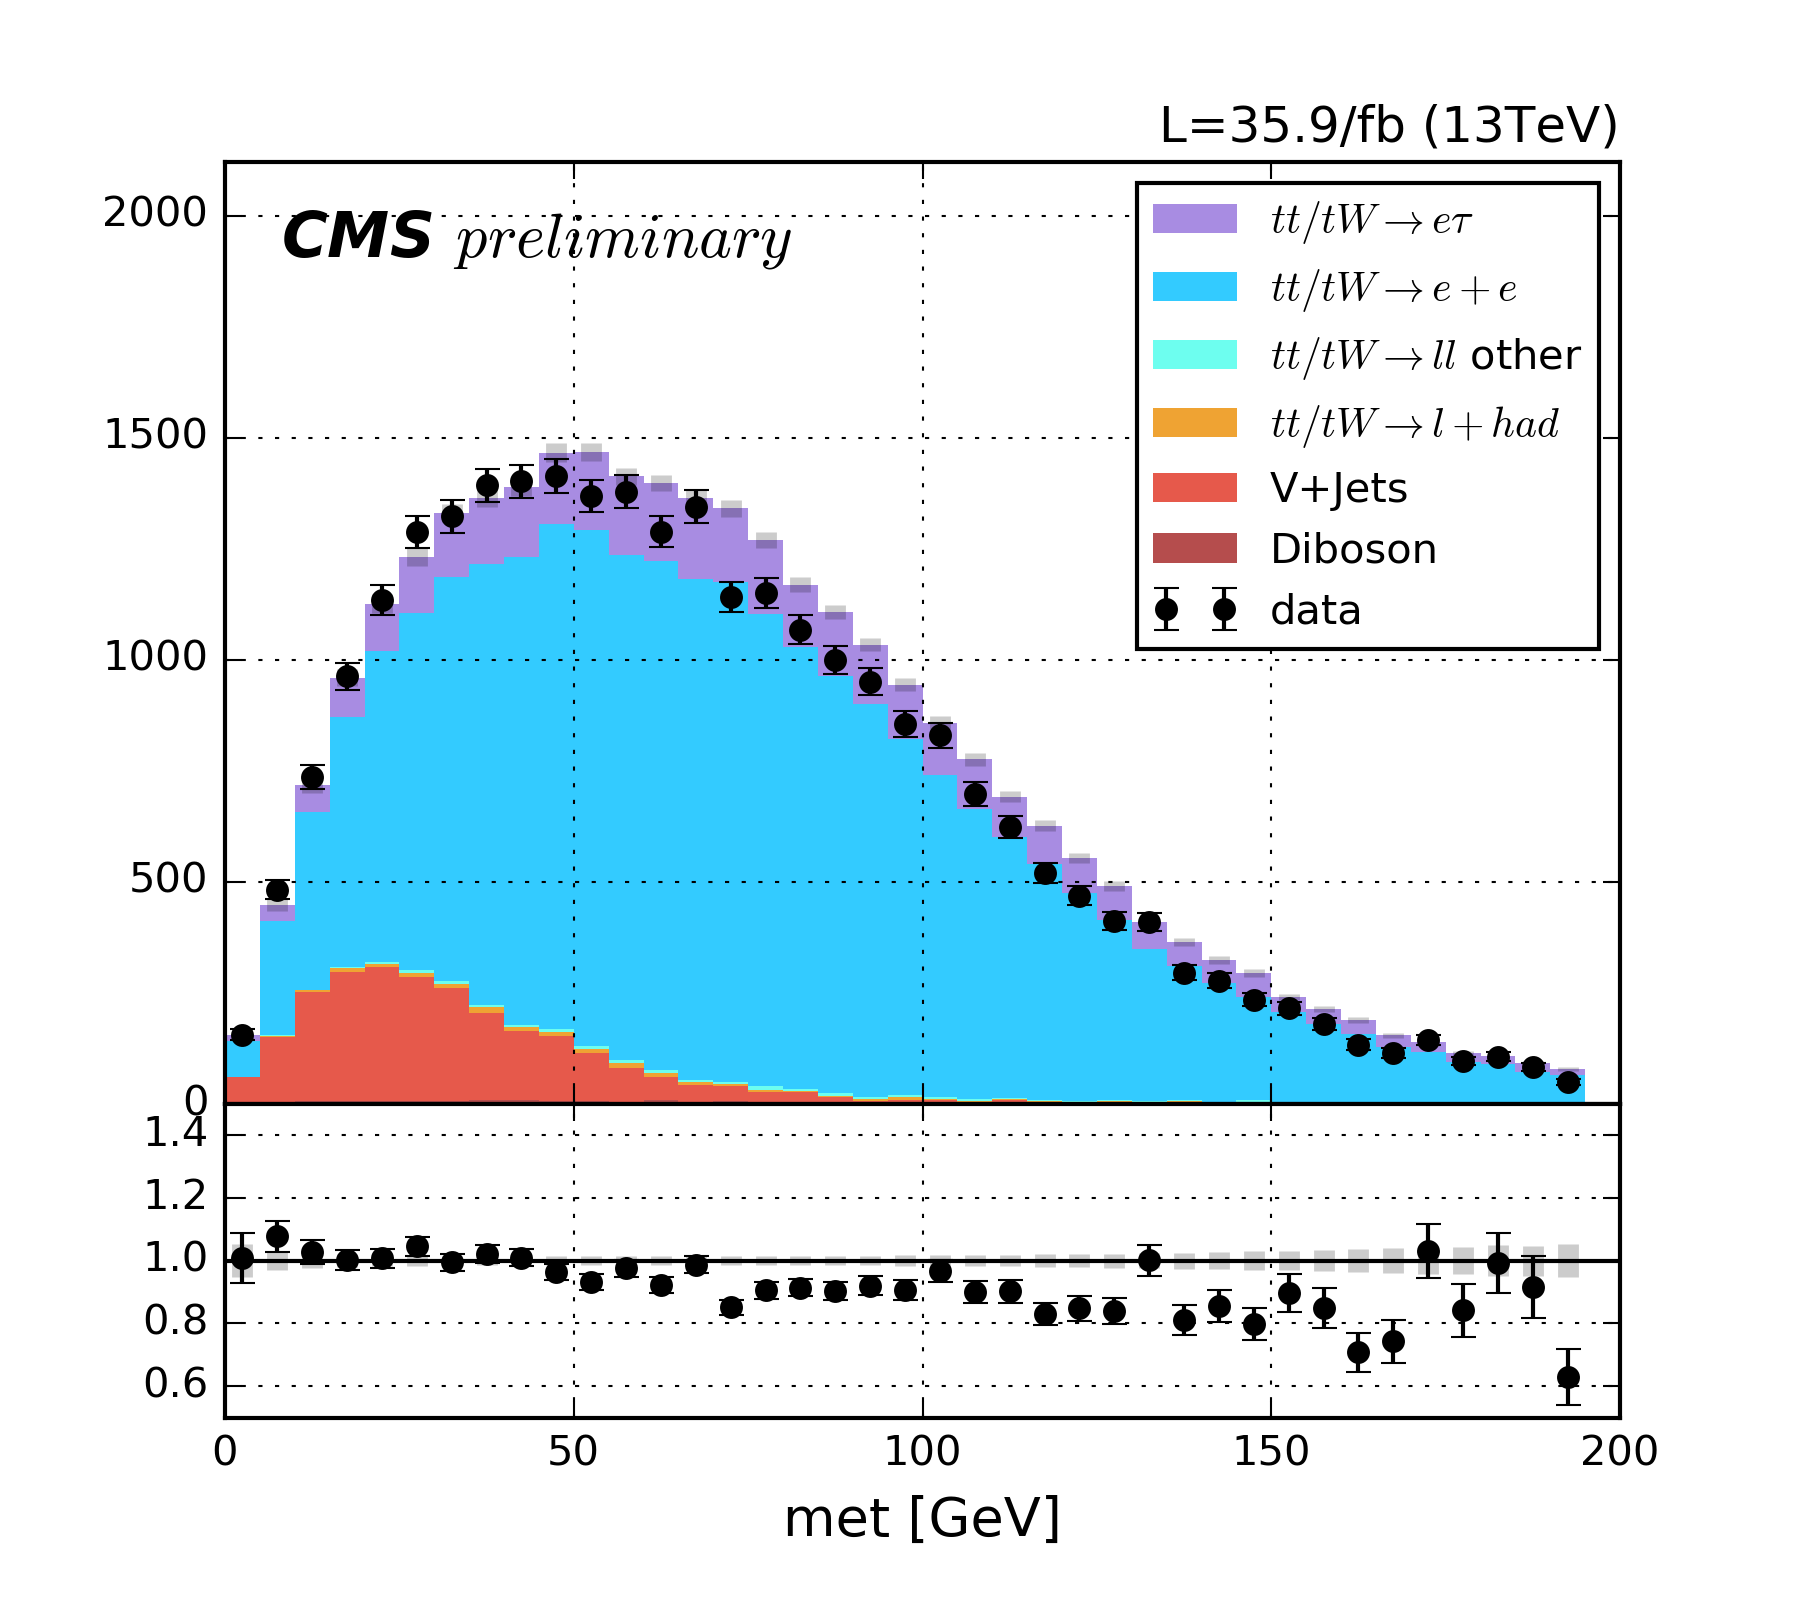 L=35.9/fb (13TeV)
CMS preliminary
2000
1500
1000
500
0
tt/tW → eτ
tt/tW → e + e
tt/tW → ll other
tt/tW → l + had
V+Jets
Diboson
data
1.4
1.2
1.0
0.8
0.6
0 50 100 150 200
met [GeV]